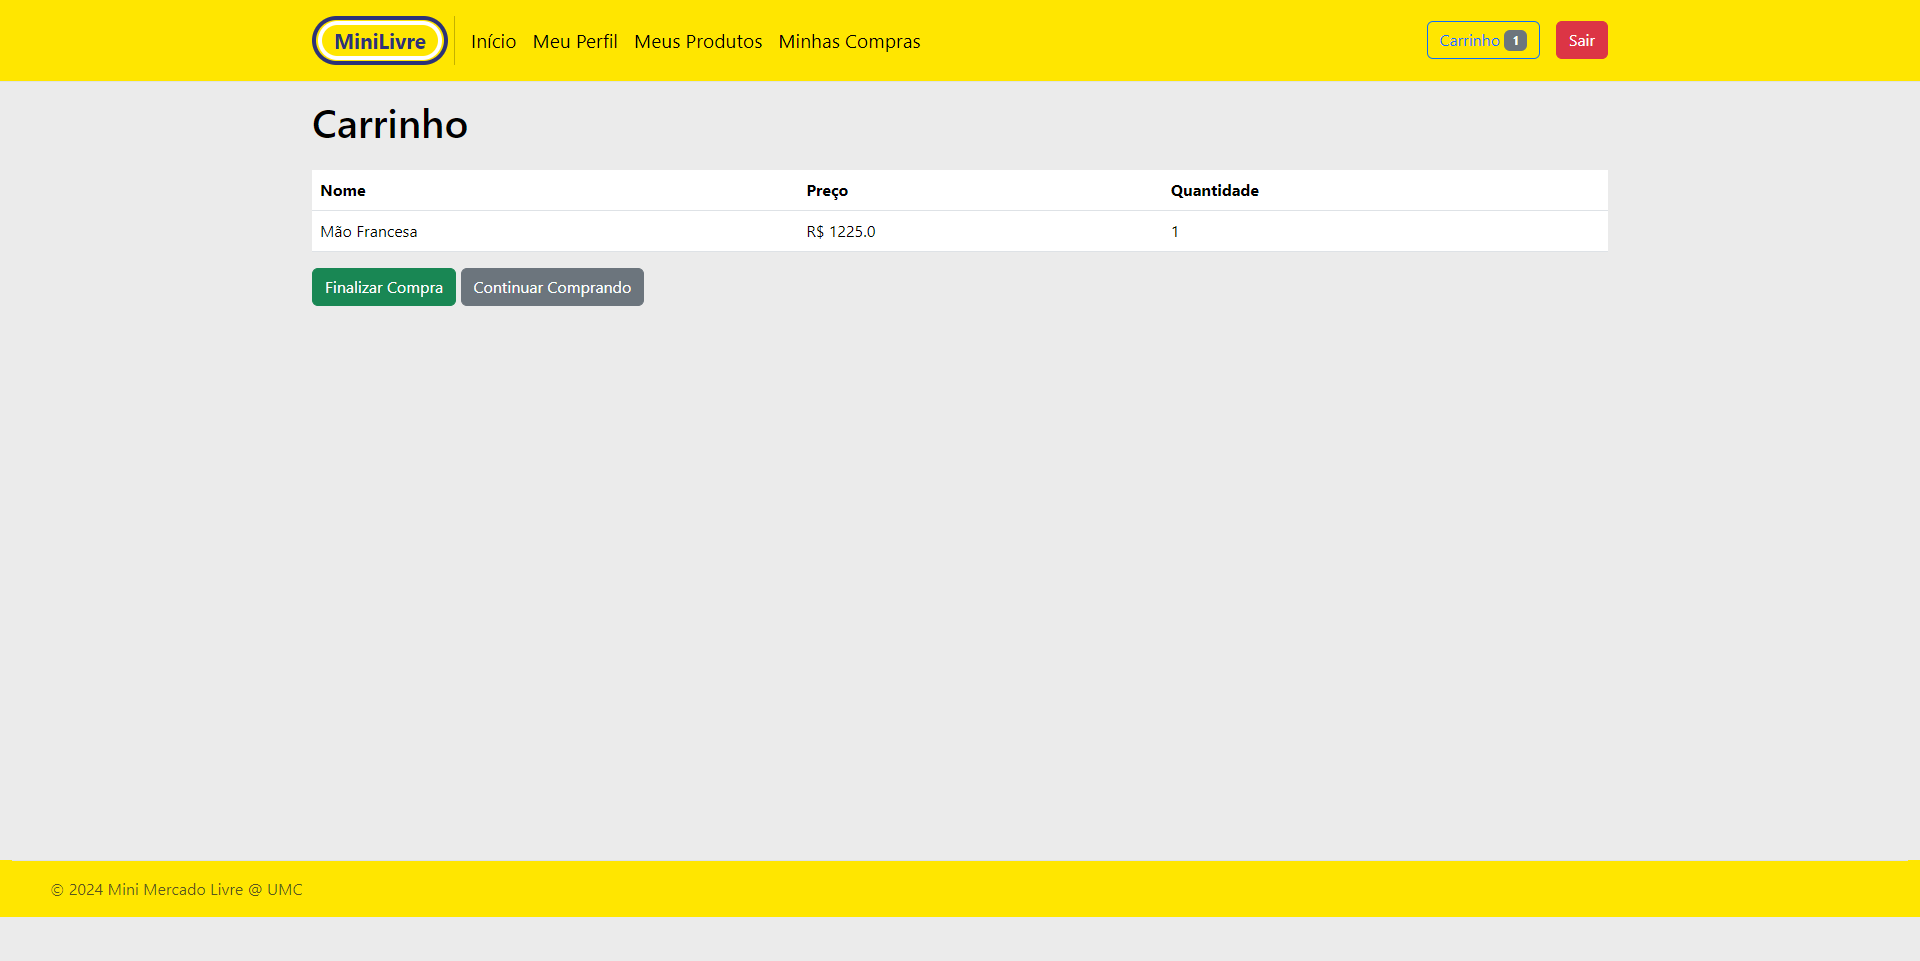 MiniLivre Início Meu Perfil Meus Produtos Minhas Compras Carrinho 1 Sair
Carrinho
Nome Preço Quantidade
Mão Francesa R$ 1225.0 1
Finalizar Compra Continuar Comprando
© 2024 Mini Mercado Livre @ UMC